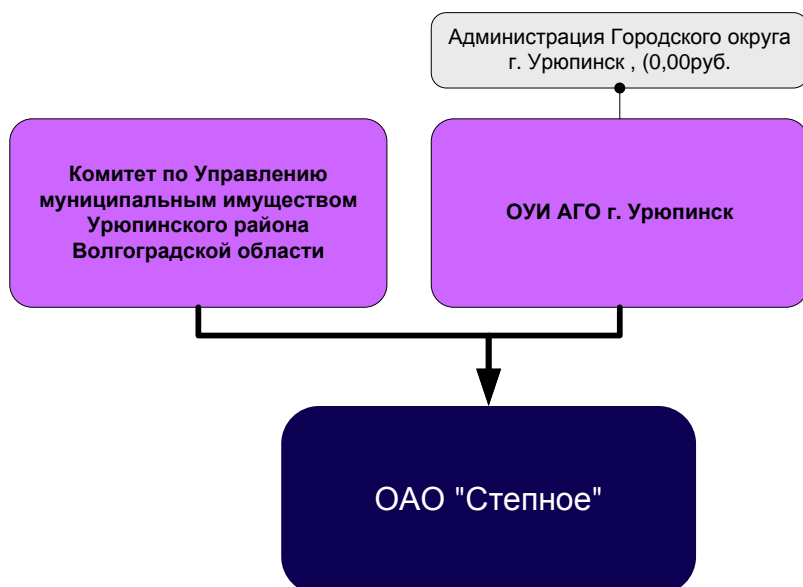 Администрация Городского округа
г. Урюпинск , (0,00руб.
Комитет по Управлению
муниципальным имуществом
Урюпинского района
Волгоградской области
ОУИ АГО г. Урюпинск
ОАО "Степное"